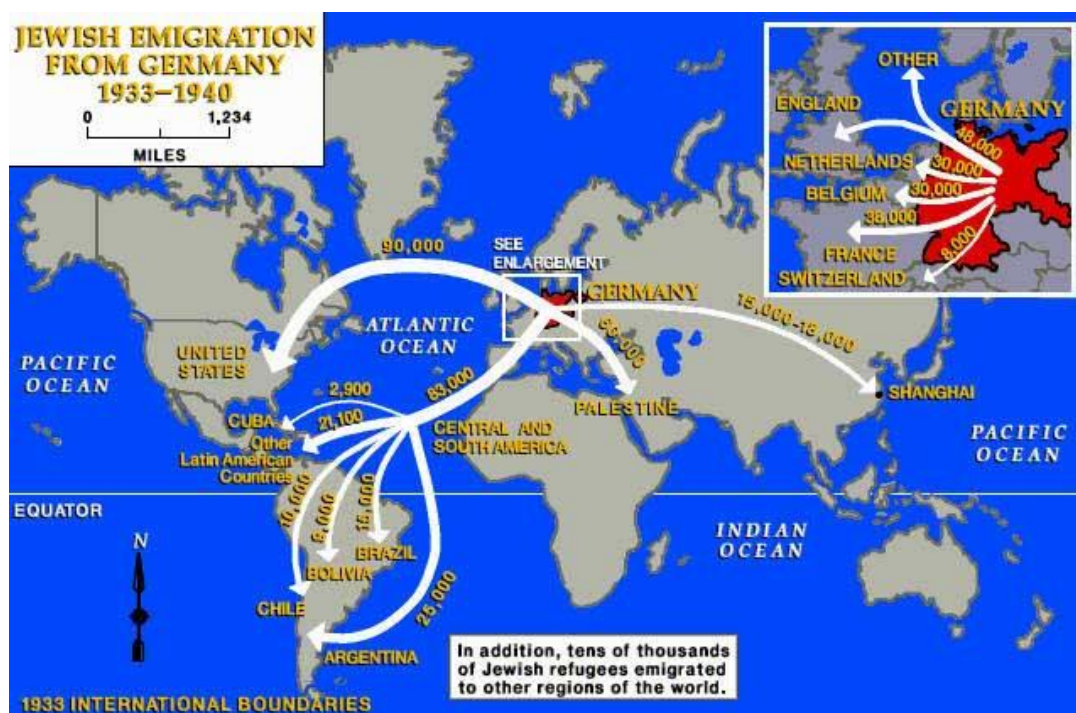 JEWISH EMIGRATION
FROM GERMANY
1933–1940
0 1,234
MILES
OTHER
ENGLAND
GERMANY
48,000
NETHERLANDS
30,000
BELGIUM
30,000
38,000
FRANCE
8,000
SWITZERLAND
90,000
SEE
ENLARGEMENT
GERMANY
15,000-18,000
60,000
ATLANTIC
OCEAN
PACIFIC
OCEAN
UNITED
STATES
83,000
2,900
CUBA
21,100
Other
Latin American
Countries
CENTRAL AND
SOUTH AMERICA
PALESTINE
SHANGHAI
PACIFIC
OCEAN
EQUATOR
10,000
9,000
15,000
BRAZIL
BOLIVIA
CHILE
25,000
ARGENTINA
INDIAN
OCEAN
N
In addition, tens of thousands
of Jewish refugees emigrated
to other regions of the world.
1933 INTERNATIONAL BOUNDARIES